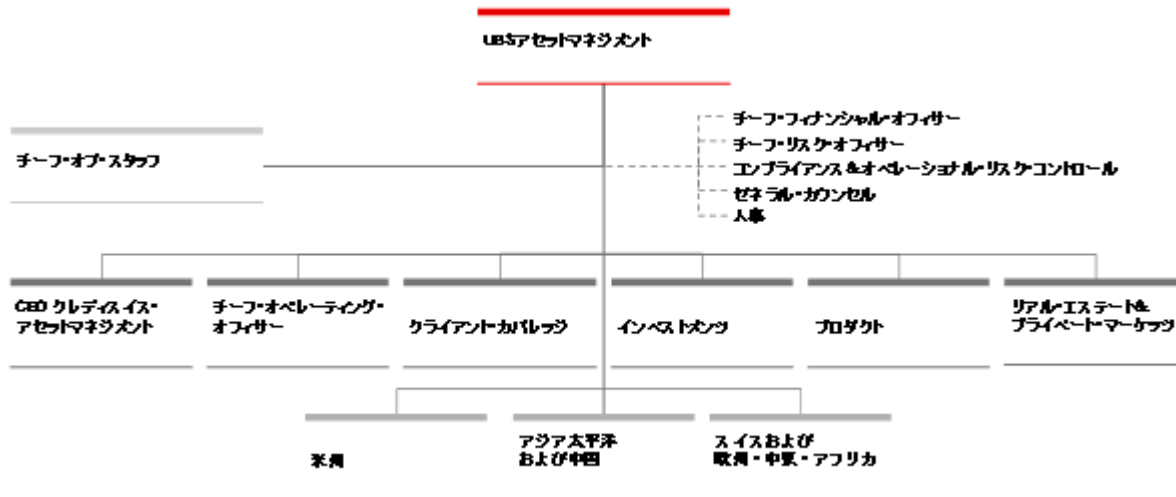 UBSアセットマネジメント
チーフ・オブ・スタッフ
チーフ・フィナンシャル・オフィサー
チーフ・リスク・オフィサー
コンプライアンス&オペレーショナル・リスク・コントロール
ゼネラル・カウンセル
人事
CEO クレディスイス・
アセットマネジメント
チーフ・オペレーティング・
オフィサー
クライアント・カバレッジ
インベストメンツ
プロダクト
リアル・エステート&
プライベート・マーケッツ
米州
アジア太平洋
および中国
スイスおよび
欧州・中東・アフリカ